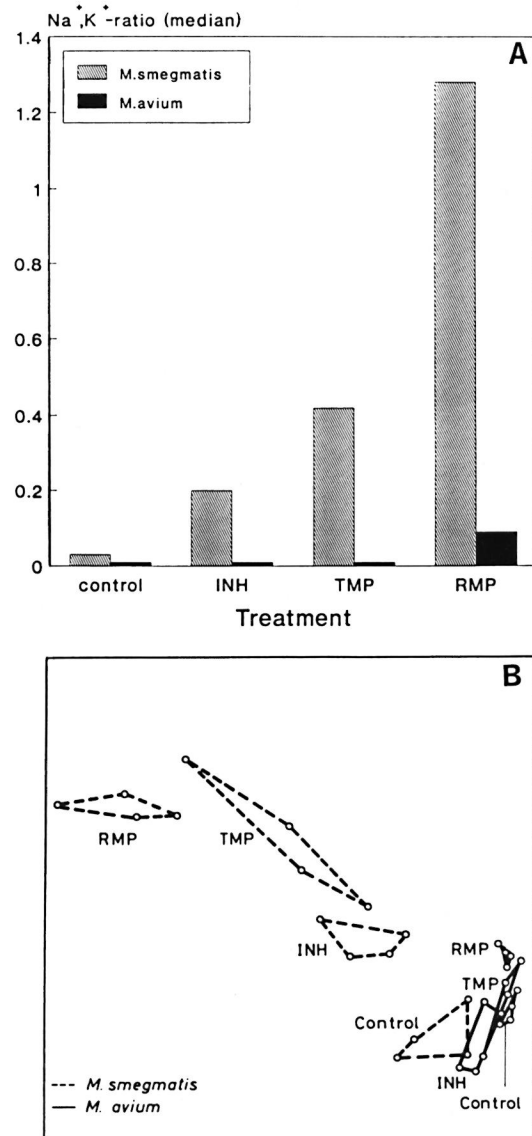 Na+,K+-ratio (median)
A
1.4
M.smegmatis
M.avium
1.2
1
0.8
0.6
0.4
0.2
0
control INH TMP RMP
Treatment
B
RMP TMP
INH
RMP
TMP
Control
INH
Control
--- M. smegmatis
— M. avium